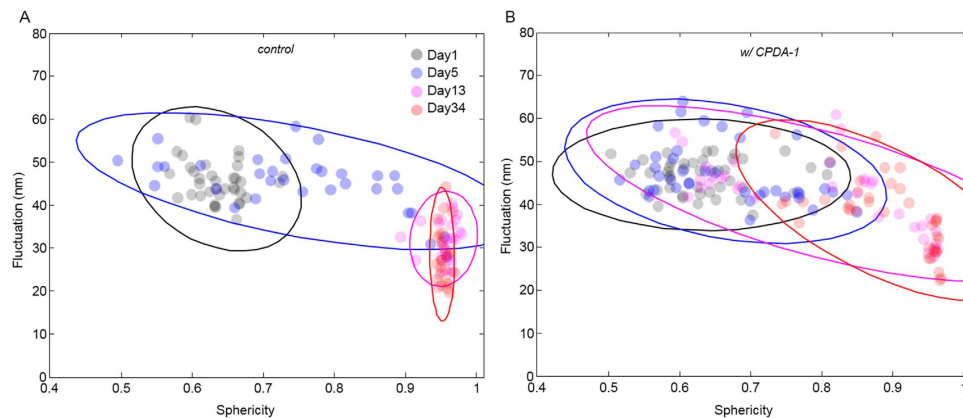 A
control
Day1
Day5
Day13
Day34
80
70
60
50
40
30
20
10
0
Fluctuation (nm)
0.4 0.5 0.6 0.7 0.8 0.9 1
Sphericity
B
w/ CPDA-1
80
70
60
50
40
30
20
10
0
Fluctuation (nm)
0.4 0.5 0.6 0.7 0.8 0.9 1
Sphericity